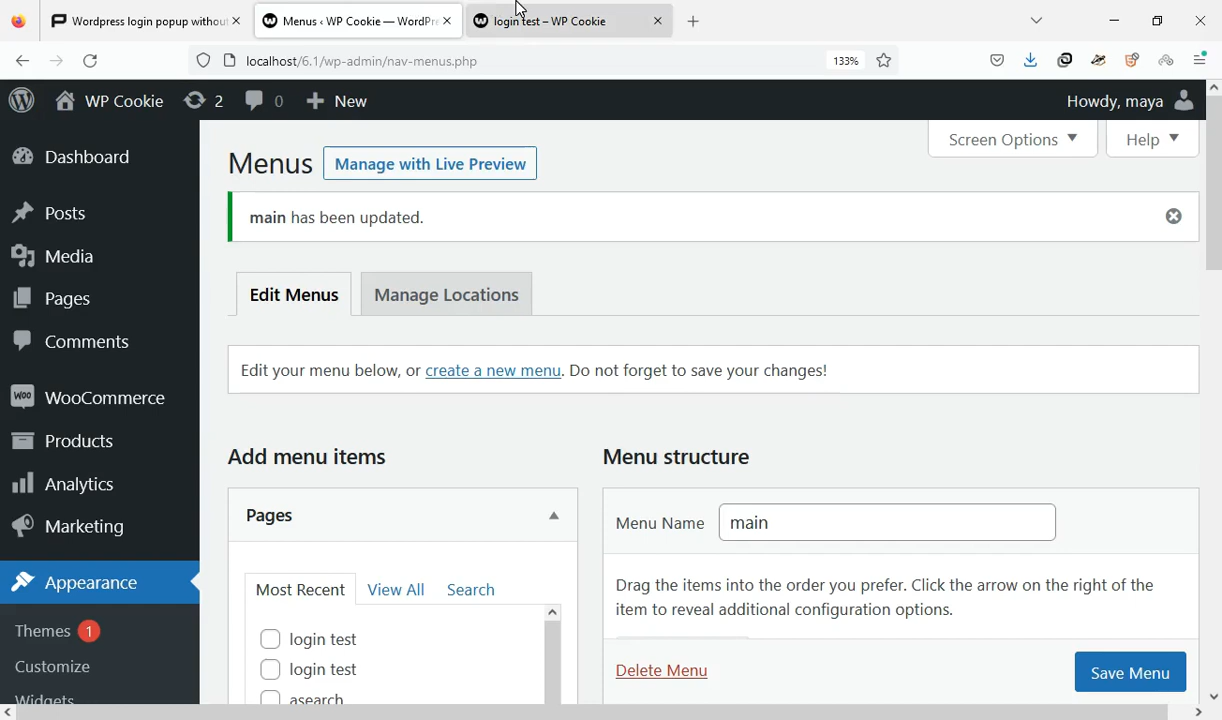 Wordpress login popup withou
Menus ‹ WP Cookie — WordPr
login test – WP Cookie
localhost/6.1/wp-admin/nav-menus.php
133%
WP Cookie
2
0
New
Howdy, maya
Dashboard
Posts
Media
Pages
Comments
WooCommerce
Products
Analytics
Marketing
Appearance
Themes 1
Customize
Widgets
Screen Options
Help
Menus
Manage with Live Preview
main has been updated.
Edit Menus
Manage Locations
Edit your menu below, or create a new menu. Do not forget to save your changes!
Add menu items
Pages
Most Recent
View All
Search
login test
login test
asearch
Menu structure
Menu Name
main
Drag the items into the order you prefer. Click the arrow on the right of the
item to reveal additional configuration options.
Delete Menu
Save Menu